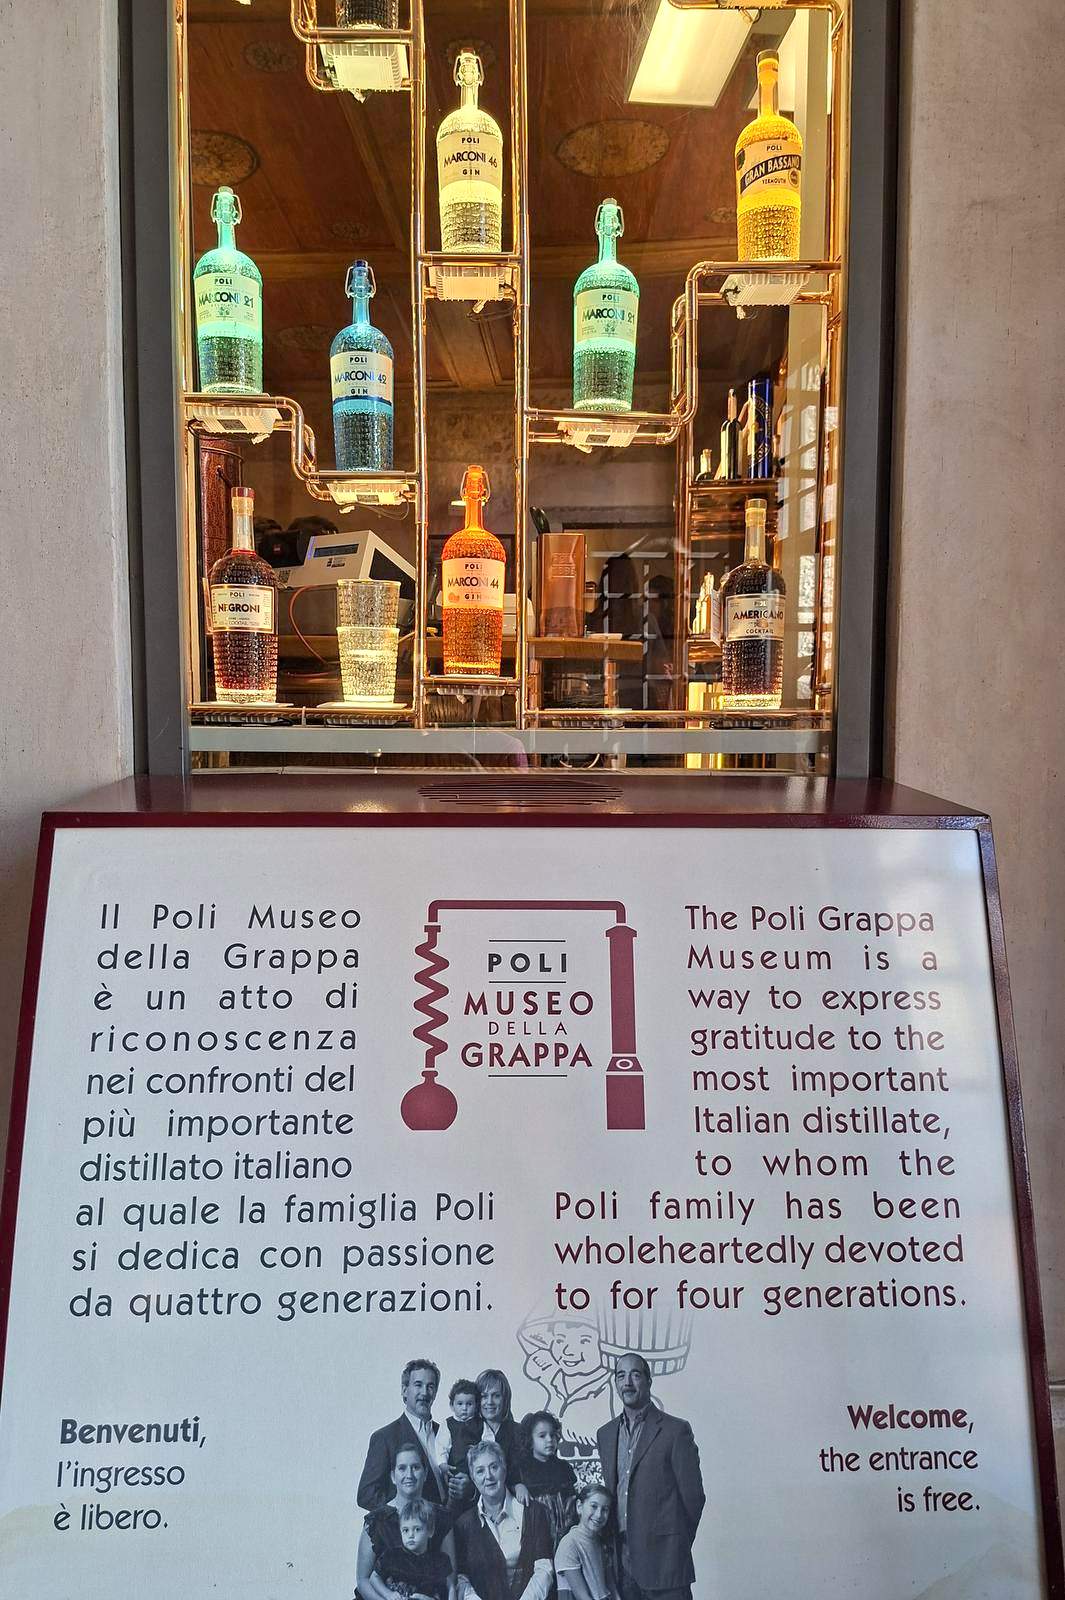 POLI
MARCONI 46
GIN
POLI
GRAN BASSANO
VERMOUTH
POLI
MARCONI 21
POLI
MARCONI 42
GIN
POLI
MARCONI 21
POLI
NEGRONI
POLI
MARCONI 44
GIN
POLI
AMERICANO
COCKTAIL
Il Poli Museo
della Grappa
è un atto di
riconoscenza
nei confronti del
più importante
distillato italiano
al quale la famiglia Poli
si dedica con passione
da quattro generazioni.
POLI
MUSEO
DELLA
GRAPPA
The Poli Grappa
Museum is a
way to express
gratitude to the
most important
Italian distillate,
to whom the
Poli family has been
wholeheartedly devoted
to for four generations.
Benvenuti,
l'ingresso
è libero.
Welcome,
the entrance
is free.